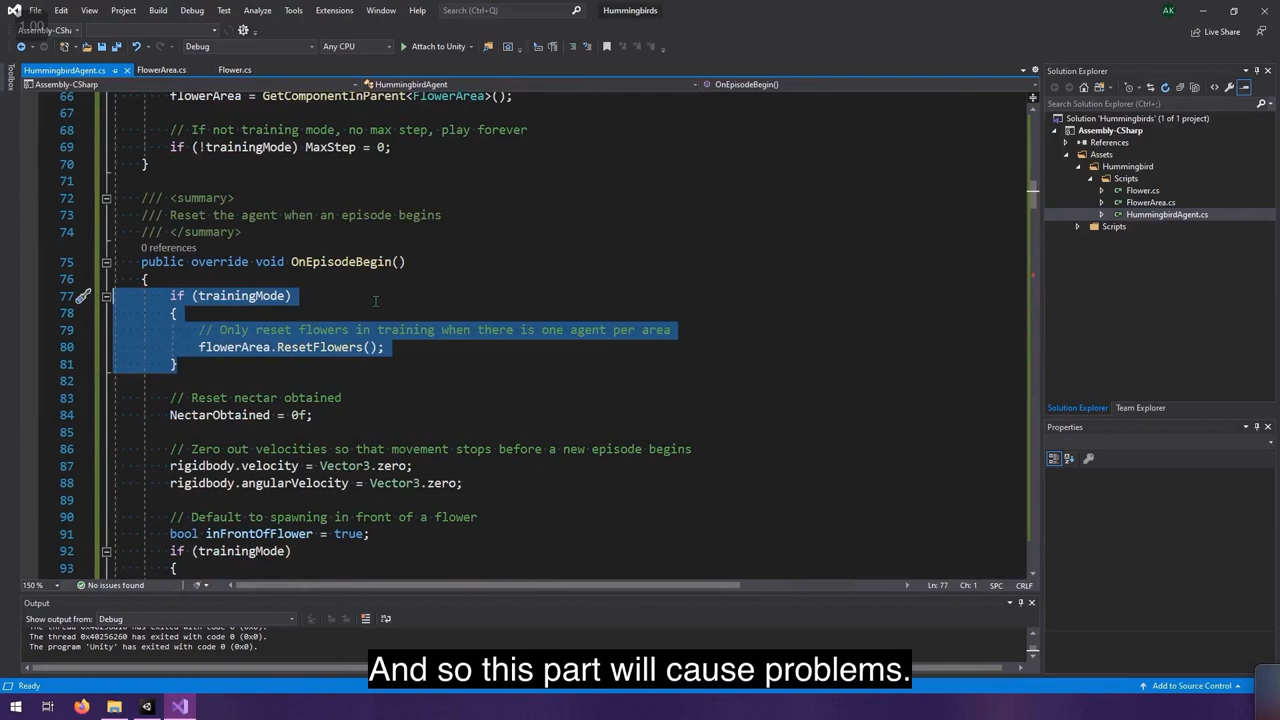 File Edit View Project Build Debug Test Analyze Tools Extensions Window Help Search (Ctrl+Q) Hummingbirds AK
1.00
Assembly-CSha
Debug Any CPU Attach to Unity Live Share
Toolbox
HummingbirdAgent.cs FlowerArea.cs Flower.cs
Assembly-CSharp HummingbirdAgent OnEpisodeBegin()
66 flowerArea = GetComponentInParent<FlowerArea>();
67
68 // If not training mode, no max step, play forever
69 if (!trainingMode) MaxStep = 0;
70 }
71
72 /// <summary>
73 /// Reset the agent when an episode begins
74 /// </summary>
0 references
75 public override void OnEpisodeBegin()
76 {
77 if (trainingMode)
78 {
79 // Only reset flowers in training when there is one agent per area
80 flowerArea.ResetFlowers();
81 }
82
83 // Reset nectar obtained
84 NectarObtained = 0f;
85
86 // Zero out velocities so that movement stops before a new episode begins
87 rigidbody.velocity = Vector3.zero;
88 rigidbody.angularVelocity = Vector3.zero;
89
90 // Default to spawning in front of a flower
91 bool inFrontOfFlower = true;
92 if (trainingMode)
93 {
150 % No issues found Ln: 77 Ch: 1 SPC CRLF
Output
Show output from: Debug
The thread 0x40256260 has exited with code 0 (0x0).
The program 'Unity' has exited with code 0 (0x0).
Solution Explorer
Search Solution Explorer (Ctrl+;)
Solution 'Hummingbirds' (1 of 1 project)
Assembly-CSharp
References
Assets
Hummingbird
Scripts
Flower.cs
FlowerArea.cs
HummingbirdAgent.cs
Scripts
Solution Explorer Team Explorer
Properties
And so this part will cause problems.
Ready Add to Source Control